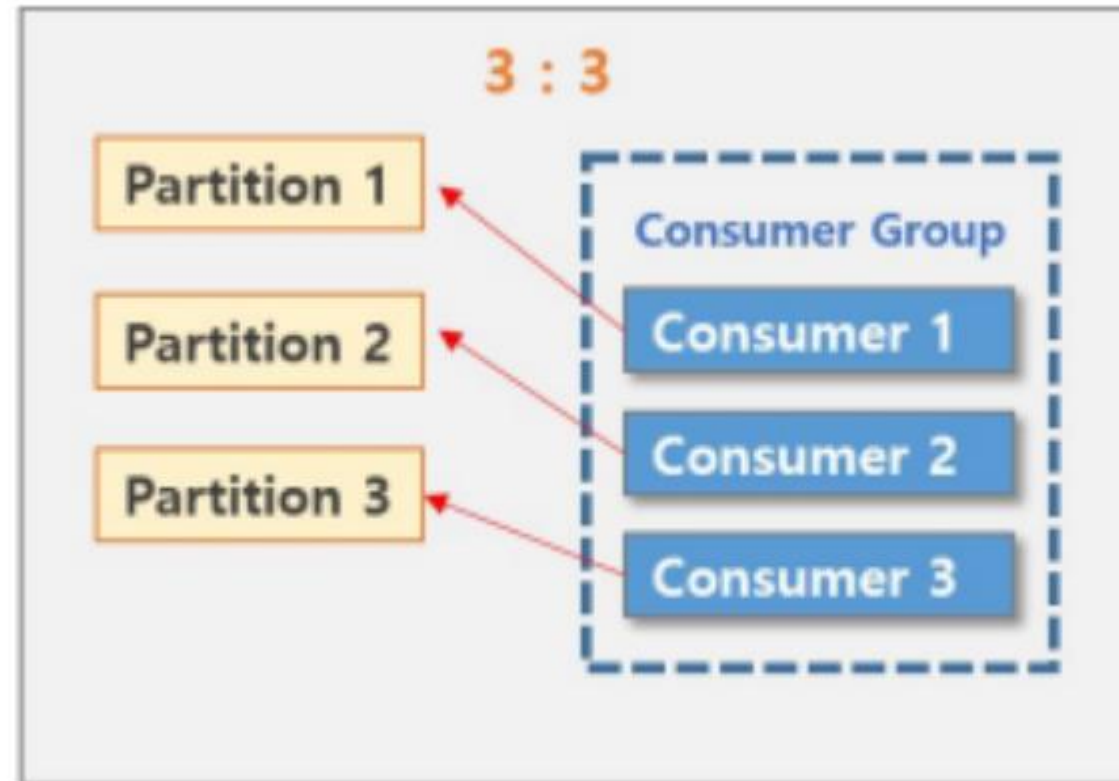 3 : 3
Partition 1
Partition 2
Partition 3
Consumer Group
Consumer 1
Consumer 2
Consumer 3